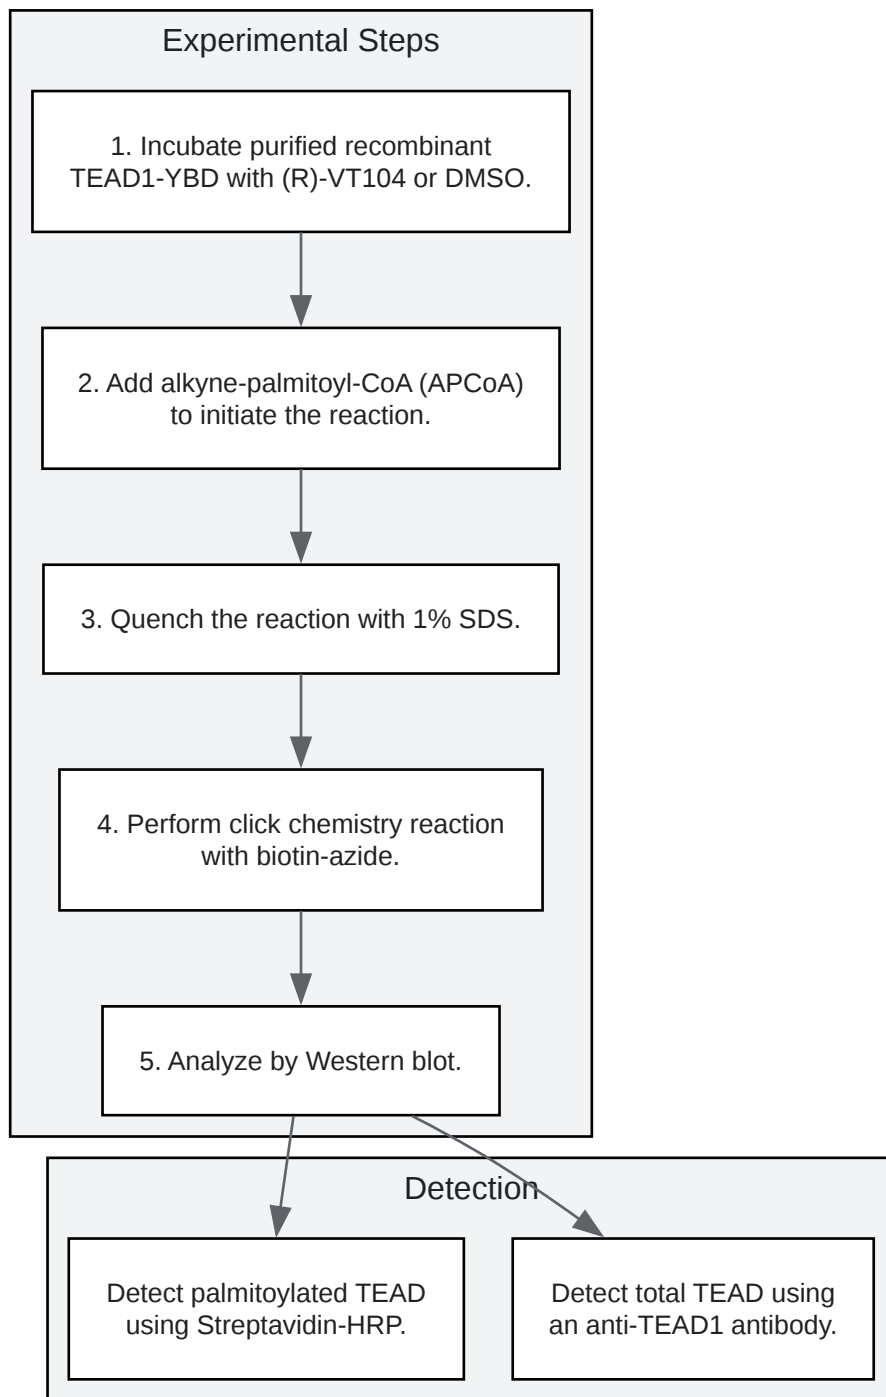 Experimental Steps
1. Incubate purified recombinant
TEAD1-YBD with (R)-VT104 or DMSO.
2. Add alkyne-palmitoyl-CoA (APCoA)
to initiate the reaction.
3. Quench the reaction with 1% SDS.
4. Perform click chemistry reaction
with biotin-azide.
5. Analyze by Western blot.
Detection
Detect palmitoylated TEAD
using Streptavidin-HRP.
Detect total TEAD using
an anti-TEAD1 antibody.